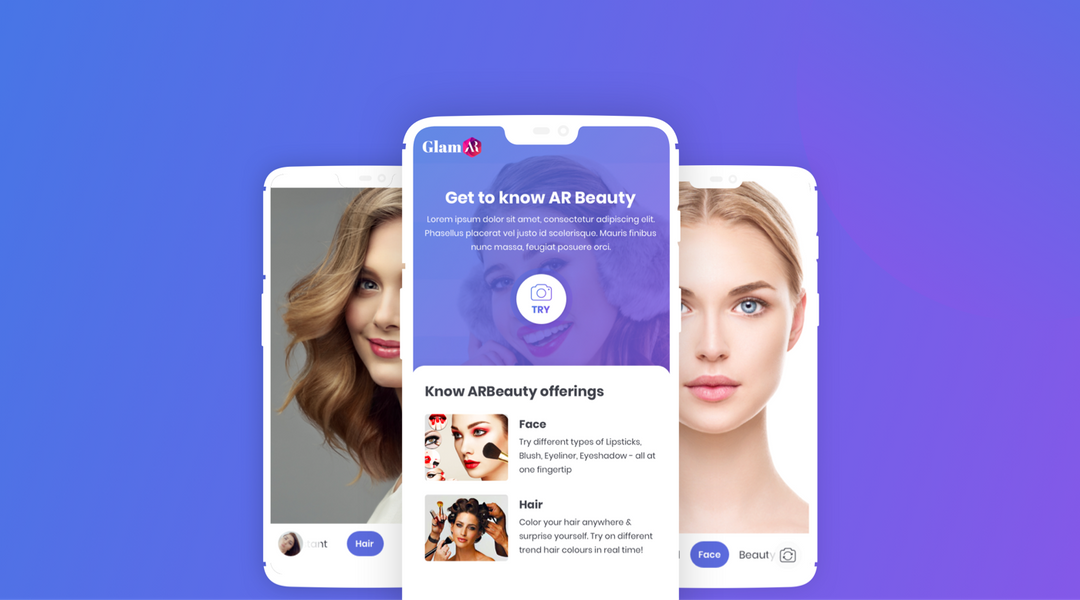 Glam AR
Get to know AR Beauty
Lorem ipsum dolor sit amet, consectetur adipiscing elit.
Phasellus placerat vel justo id scelerisque. Mauris finibus
nunc massa, feugiat posuere orci.
TRY
Know ARBeauty offerings
Face
Try different types of Lipsticks,
Blush, Eyeliner, Eyeshadow - all at
one fingertip
Hair
Color your hair anywhere &
surprise yourself. Try on different
trend hair colours in real time!
tant
Hair
Face
Beauty